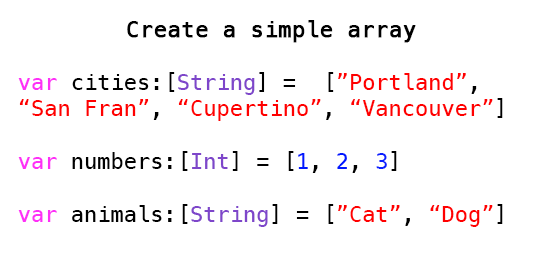 Create a simple array
var cities:[String] =  [”Portland”,
“San Fran”, “Cupertino”, “Vancouver”]
var numbers:[Int] = [1, 2, 3]
var animals:[String] = [”Cat”, “Dog”]